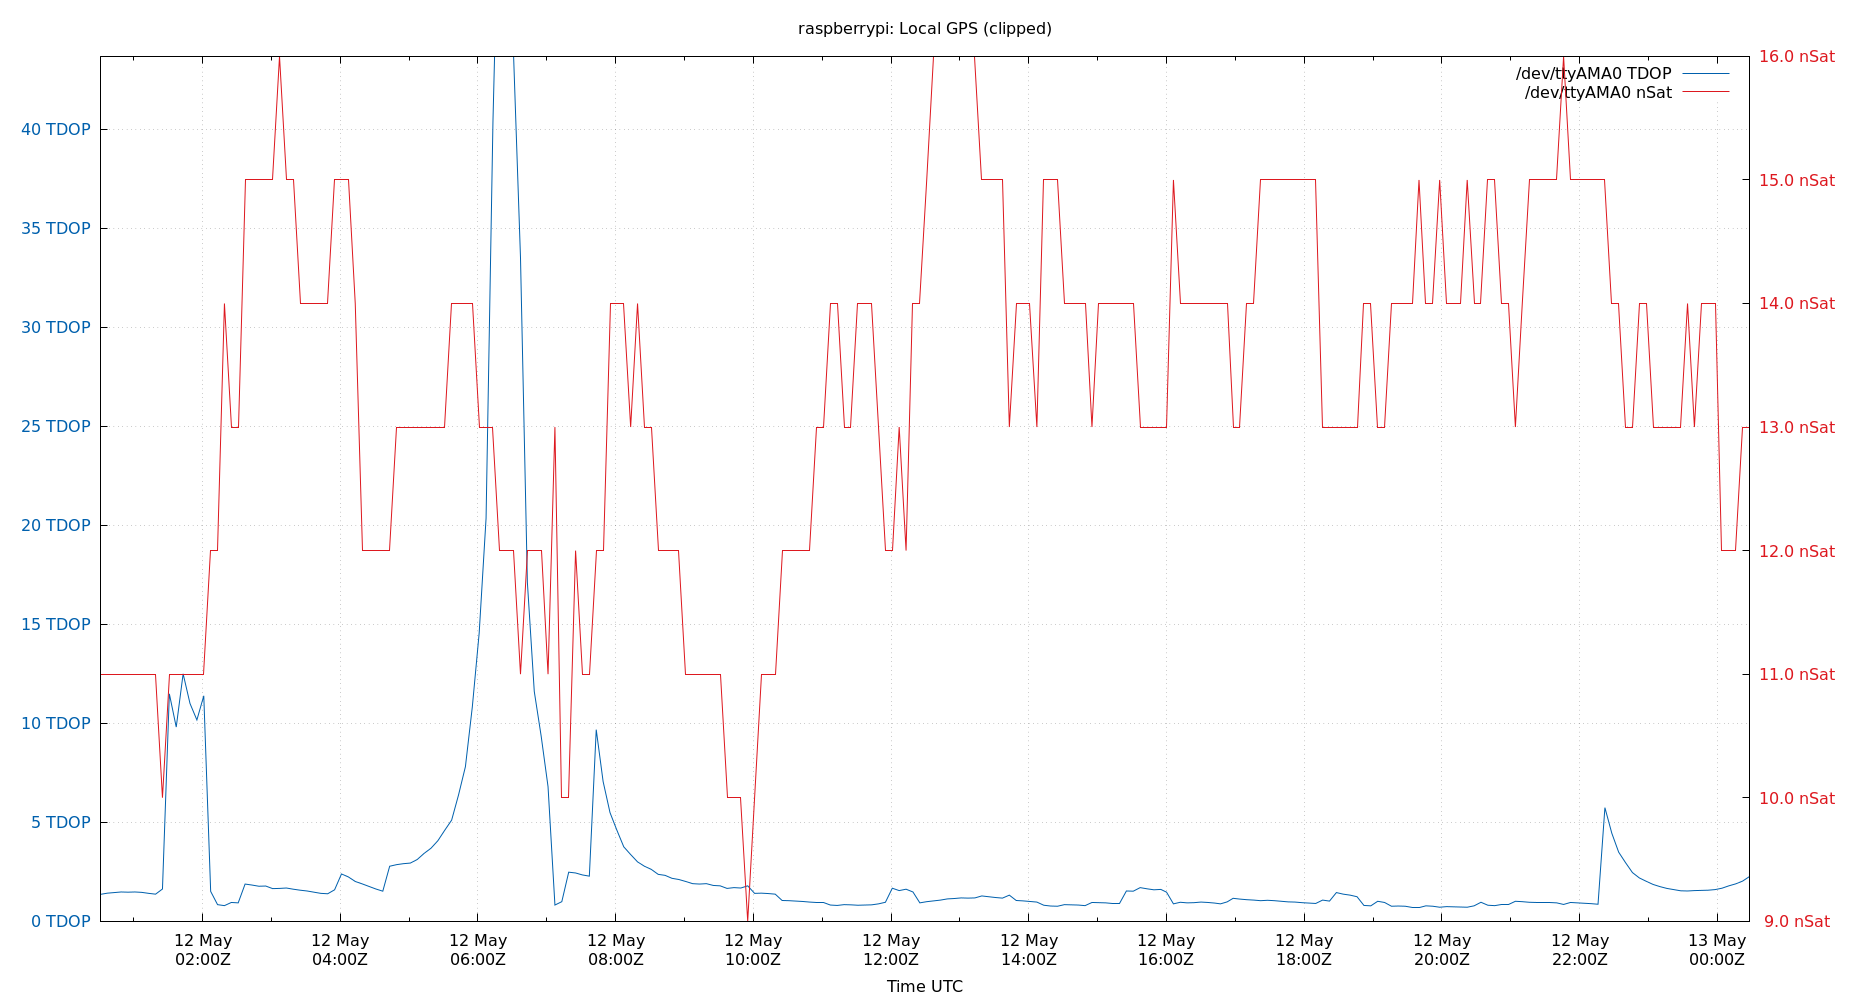 raspberrypi: Local GPS (clipped)
/dev/ttyAMA0 TDOP
/dev/ttyAMA0 nSat
40 TDOP
35 TDOP
30 TDOP
25 TDOP
20 TDOP
15 TDOP
10 TDOP
5 TDOP
0 TDOP
16.0 nSat
15.0 nSat
14.0 nSat
13.0 nSat
12.0 nSat
11.0 nSat
10.0 nSat
9.0 nSat
12 May 12 May 12 May 12 May 12 May 12 May 12 May 12 May 12 May 12 May 12 May 13 May
02:00Z 04:00Z 06:00Z 08:00Z 10:00Z 12:00Z 14:00Z 16:00Z 18:00Z 20:00Z 22:00Z 00:00Z
Time UTC